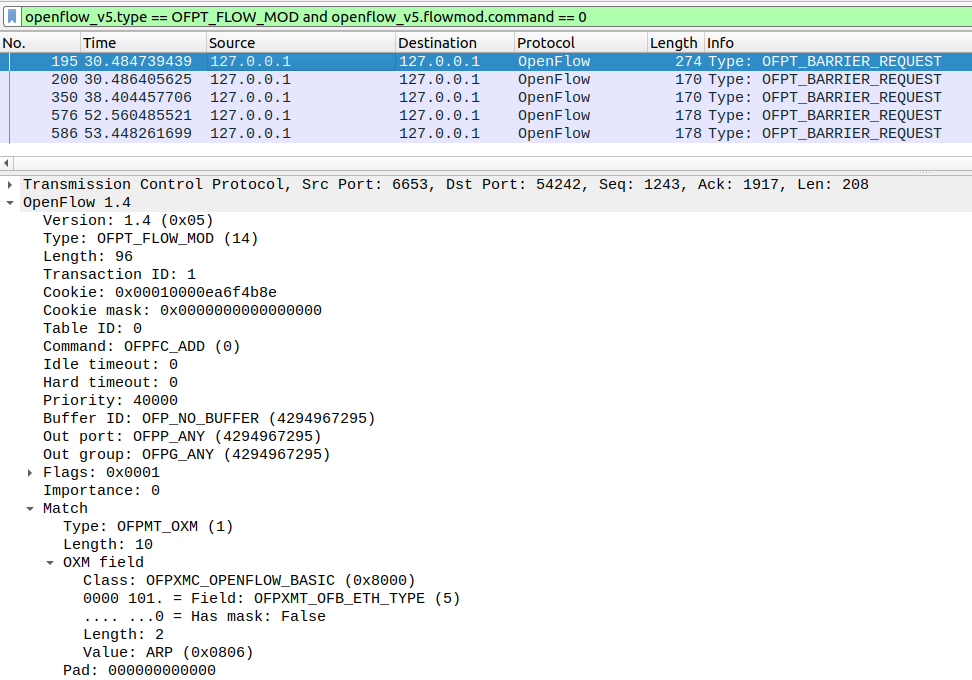 openflow_v5.type == OFPT_FLOW_MOD and openflow_v5.flowmod.command == 0
No. Time Source Destination Protocol Length Info
195 30.484739439 127.0.0.1 127.0.0.1 OpenFlow 274 Type: OFPT_BARRIER_REQUEST
200 30.486405625 127.0.0.1 127.0.0.1 OpenFlow 170 Type: OFPT_BARRIER_REQUEST
350 38.404457706 127.0.0.1 127.0.0.1 OpenFlow 170 Type: OFPT_BARRIER_REQUEST
576 52.560485521 127.0.0.1 127.0.0.1 OpenFlow 178 Type: OFPT_BARRIER_REQUEST
586 53.448261699 127.0.0.1 127.0.0.1 OpenFlow 178 Type: OFPT_BARRIER_REQUEST
Transmission Control Protocol, Src Port: 6653, Dst Port: 54242, Seq: 1243, Ack: 1917, Len: 208
OpenFlow 1.4
Version: 1.4 (0x05)
Type: OFPT_FLOW_MOD (14)
Length: 96
Transaction ID: 1
Cookie: 0x00010000ea6f4b8e
Cookie mask: 0x0000000000000000
Table ID: 0
Command: OFPFC_ADD (0)
Idle timeout: 0
Hard timeout: 0
Priority: 40000
Buffer ID: OFP_NO_BUFFER (4294967295)
Out port: OFPP_ANY (4294967295)
Out group: OFPG_ANY (4294967295)
Flags: 0x0001
Importance: 0
Match
Type: OFPMT_OXM (1)
Length: 10
OXM field
Class: OFPXMC_OPENFLOW_BASIC (0x8000)
0000 101. = Field: OFPXMT_OFB_ETH_TYPE (5)
.... ...0 = Has mask: False
Length: 2
Value: ARP (0x0806)
Pad: 000000000000